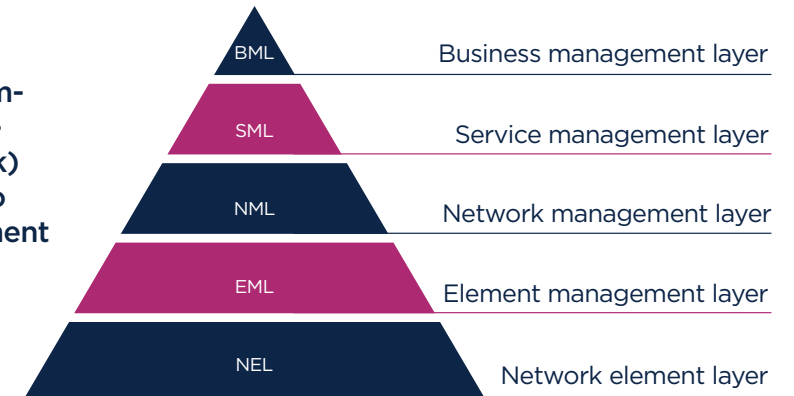 BML Business management layer
SML Service management layer
NML Network management layer
EML Element management layer
NEL Network element layer